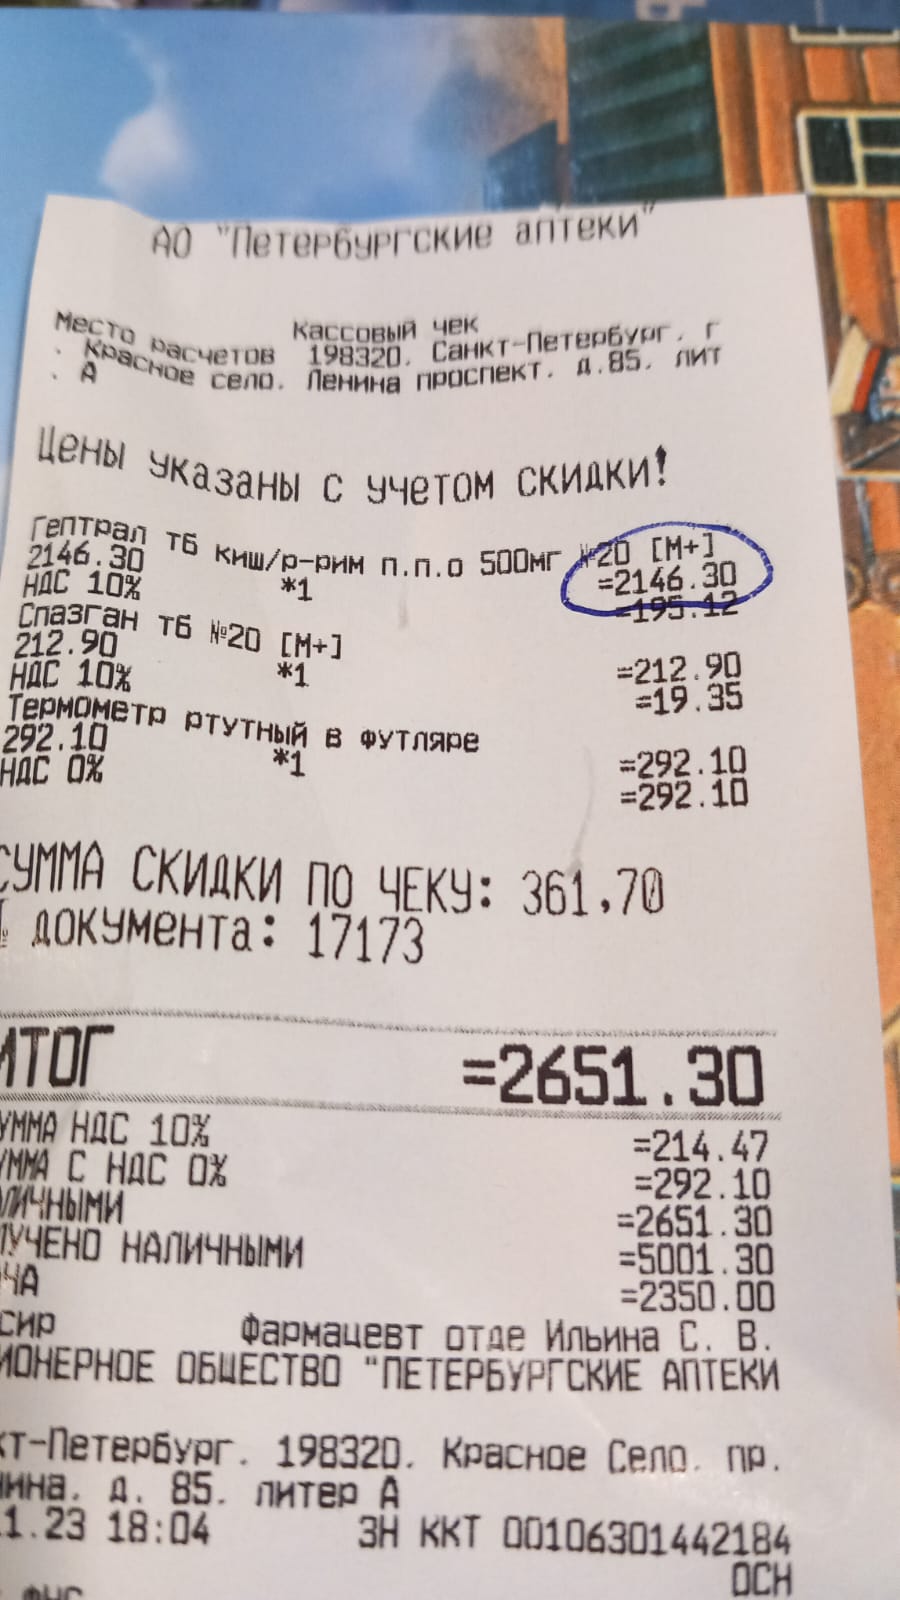 АО "Петербургские аптеки"
Кассовый чек
Место расчетов 198320. Санкт-Петербург. г
. Красное село. Ленина проспект. д.85. лит
. А
Цены указаны с учетом скидки!
Гептрал тб киш/р-рим п.п.о 500мг №20 [М+]
2146.30 *1 =2146.30
НДС 10% =195.12
Спазган тб №20 [М+]
212.90 *1 =212.90
НДС 10% =19.35
Термометр ртутный в футляре
292.10 *1 =292.10
НДС 0% =292.10
СУММА СКИДКИ ПО ЧЕКУ: 361,70
№ документа: 17173
ИТОГ =2651.30
УММА НДС 10% =214.47
УММА С НДС 0% =292.10
ЛИЧНЫМИ =2651.30
ЛУЧЕНО НАЛИЧНЫМИ =5001.30
ЧА =2350.00
СИР Фармацевт отде Ильина С. В.
ИОНЕРНОЕ ОБЩЕСТВО "ПЕТЕРБУРГСКИЕ АПТЕКИ
кт-Петербург. 198320. Красное Село. пр.
нина. д. 85. литер А
1.23 18:04 ЗН ККТ 00106301442184
ОСН
ФНС